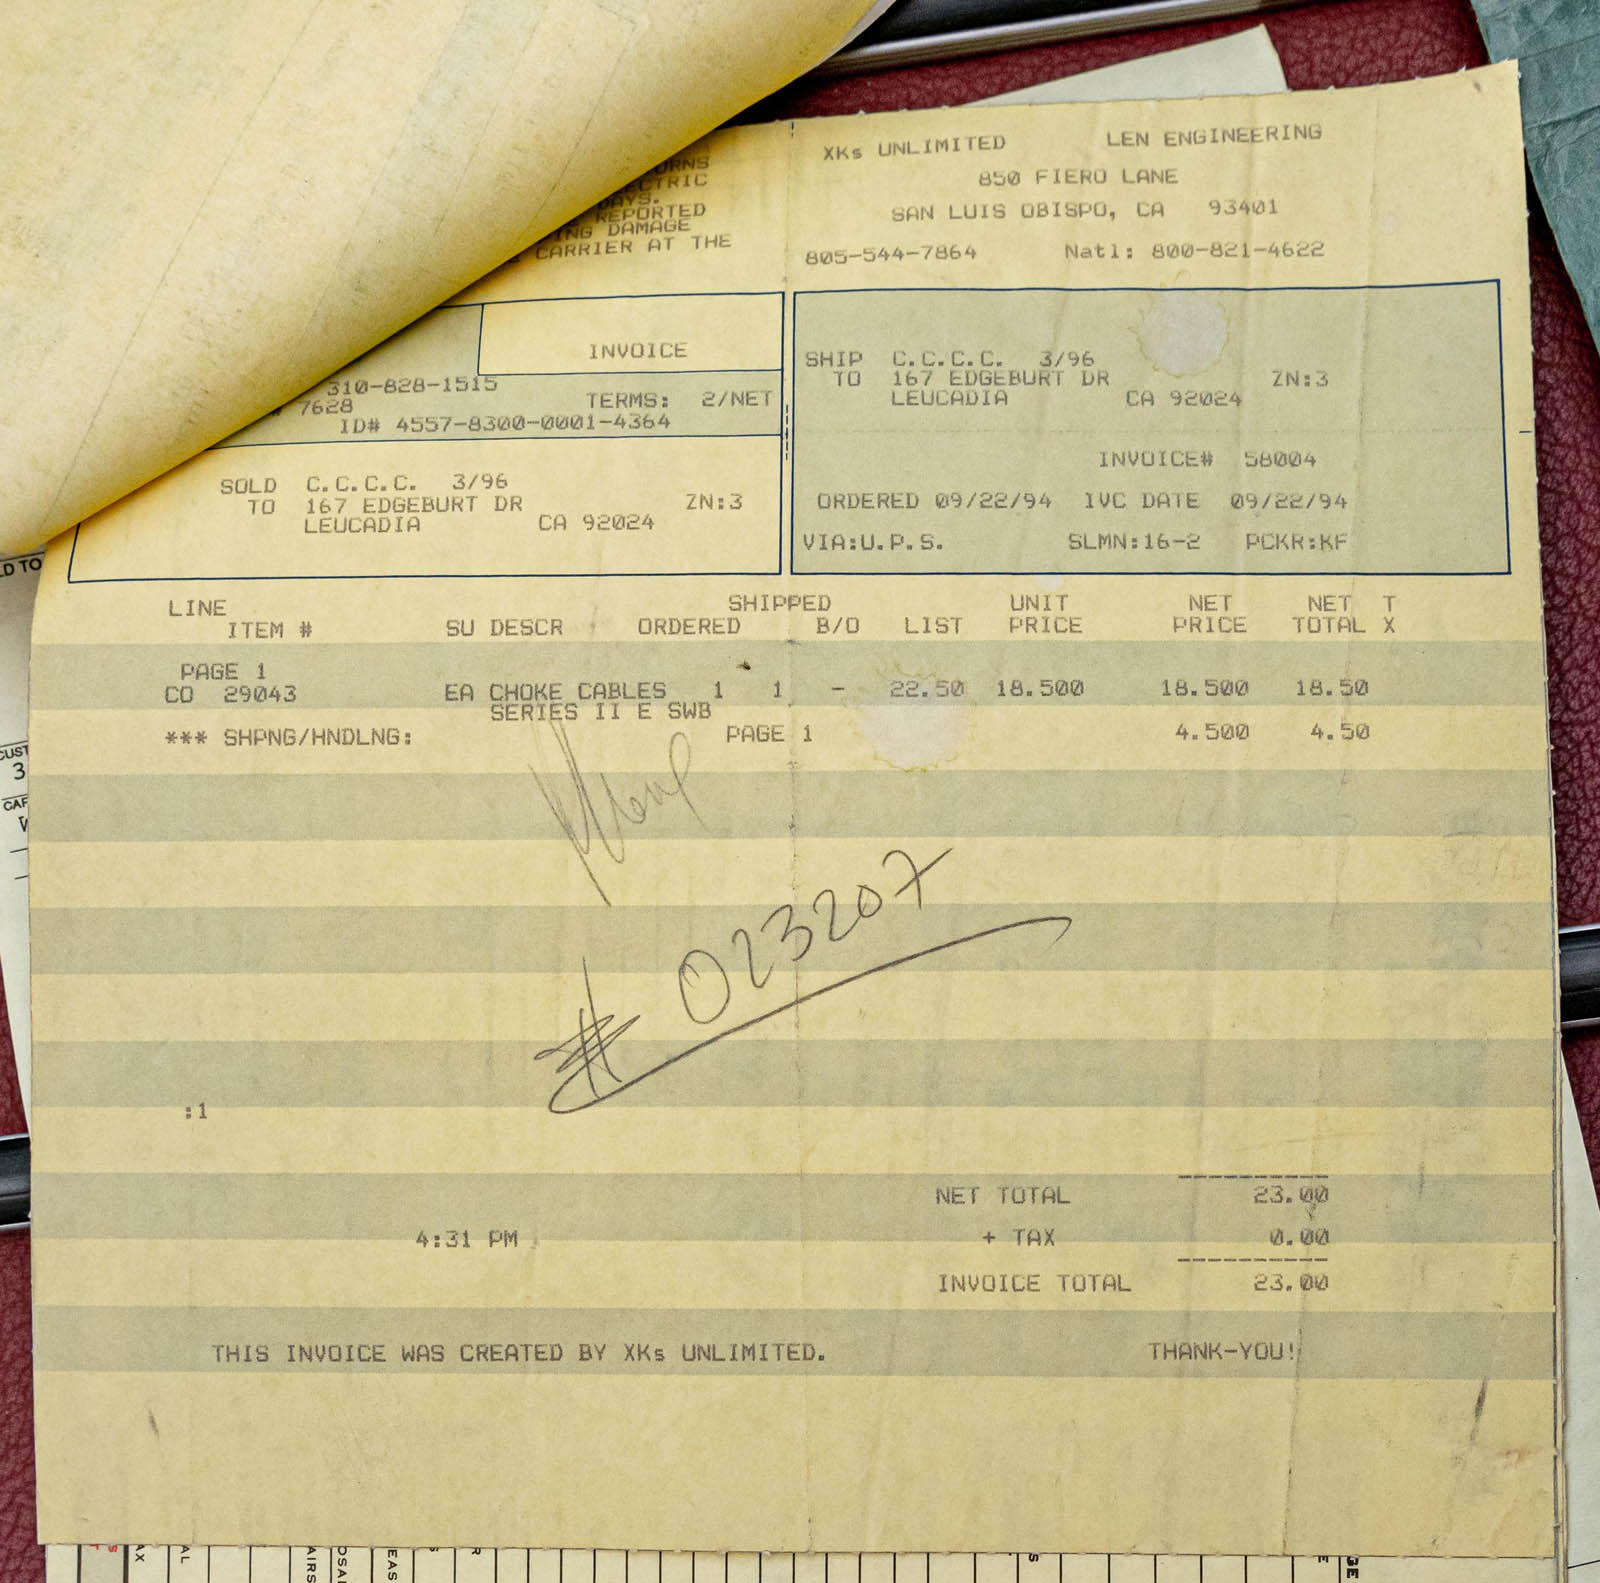 XKs UNLIMITED LEN ENGINEERING
850 FIERO LANE
SAN LUIS OBISPO, CA 93401
805-544-7864 Natl: 800-821-4622
DAYS.
REPORTED
DAMAGE
CARRIER AT THE
INVOICE
310-828-1515
7628 TERMS: 2/NET
ID# 4557-8300-0001-4364
SOLD C.C.C.C. 3/96
TO 167 EDGEBURT DR ZN:3
LEUCADIA CA 92024
SHIP C.C.C.C. 3/96
TO 167 EDGEBURT DR ZN:3
LEUCADIA CA 92024
INVOICE# 58004
ORDERED 09/22/94 IVC DATE 09/22/94
VIA:U.P.S. SLMN:16-2 PCKR:KF
LINE SHIPPED UNIT NET NET T
ITEM # SU DESCR ORDERED B/O LIST PRICE PRICE TOTAL X
PAGE 1
CO 29043 EA CHOKE CABLES 1 1 - 22.50 18.500 18.500 18.50
SERIES II E SWB
*** SHPNG/HNDLNG: PAGE 1 4.500 4.50
# 023207
:1
NET TOTAL 23.00
4:31 PM + TAX 0.00
INVOICE TOTAL 23.00
THIS INVOICE WAS CREATED BY XKs UNLIMITED. THANK-YOU!